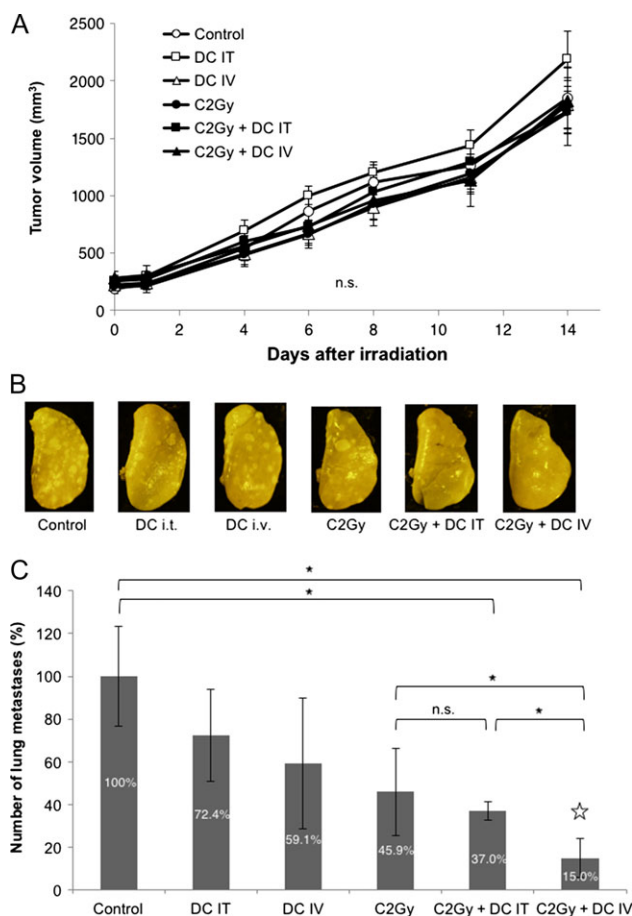 A
Control
DC IT
DC IV
C2Gy
C2Gy + DC IT
C2Gy + DC IV
Tumor volume (mm³)
2500
2000
1500
1000
500
0
n.s.
0 2 4 6 8 10 12 14
Days after irradiation
B
Control DC i.t. DC i.v. C2Gy C2Gy + DC IT C2Gy + DC IV
C
Number of lung metastases (%)
*
*
140
120
100
80
60
40
20
0
*
n.s. *
100%
72.4%
59.1%
45.9%
37.0%
15.0%
Control DC IT DC IV C2Gy C2Gy + DC IT C2Gy + DC IV